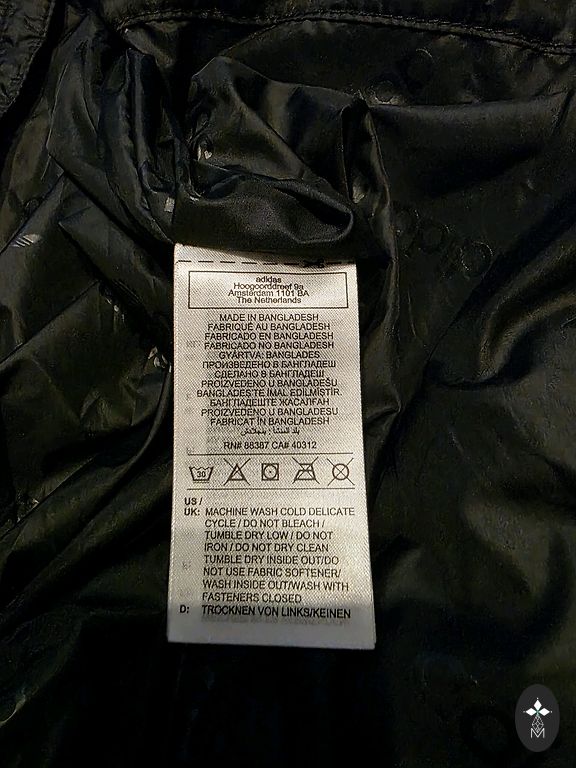 adidas
Hoogoorddreef 9a
Amsterdam 1101 BA
The Netherlands
MADE IN BANGLADESH
FABRIQUÉ AU BANGLADESH
FABRICADO EN BANGLADESH
FABRICADO NO BANGLADESH
GYÁRTVA: BANGLADES
ПРОИЗВЕДЕНО В БАНГЛАДЕШ
СДЕЛАНО В БАНГЛАДЕШ
PROIZVEDENO U BANGLADEŠU
BANGLADEŞ'TE İMAL EDİLMİŞTİR.
БАНГЛАДЕШТЕ ЖАСАЛҒАН
PROIZVEDENO U BANGLADEŠU
FABRICAT ÎN BANGLADESH
RN# 88387 CA# 40312
30
US /
UK: MACHINE WASH COLD DELICATE
CYCLE / DO NOT BLEACH /
TUMBLE DRY LOW / DO NOT
IRON / DO NOT DRY CLEAN
TUMBLE DRY INSIDE OUT/DO
NOT USE FABRIC SOFTENER/
WASH INSIDE OUT/WASH WITH
FASTENERS CLOSED
D: TROCKNEN VON LINKS/KEINEN
M